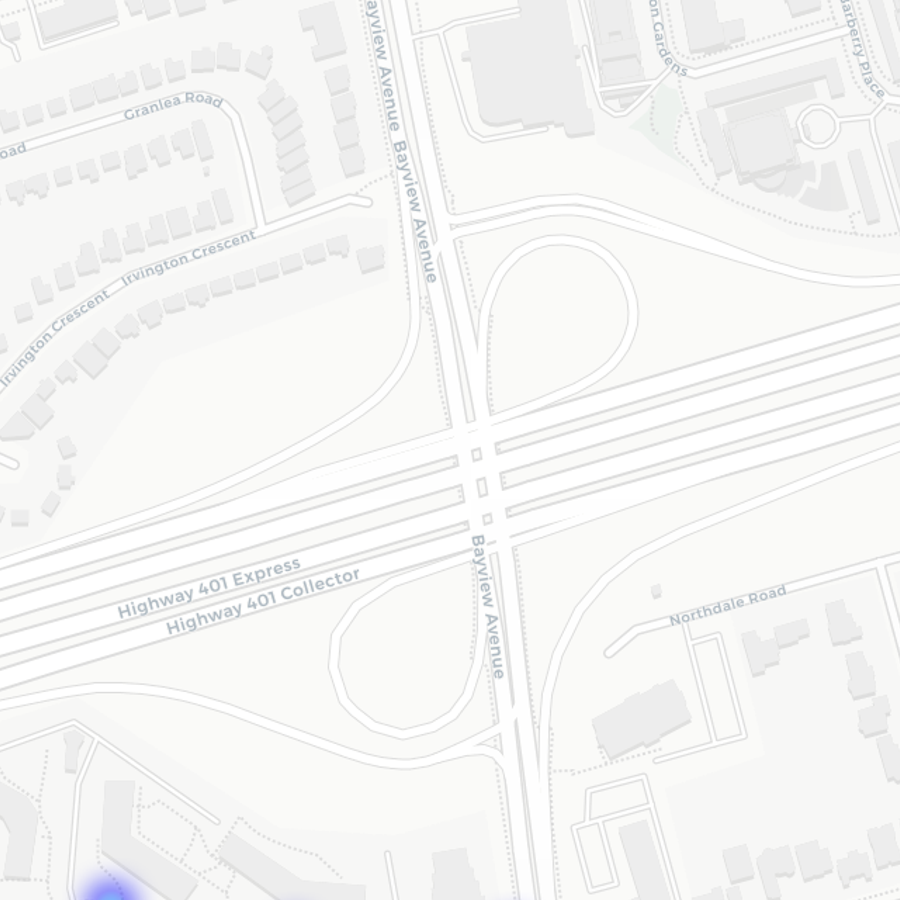 ayview Avenue
on Gardens
Barberry Place
Granlea Road
oad
Bayview Avenue
Irvington Crescent
Irvington Crescent
Highway 401 Express
Highway 401 Collector
Bayview Avenue
Northdale Road